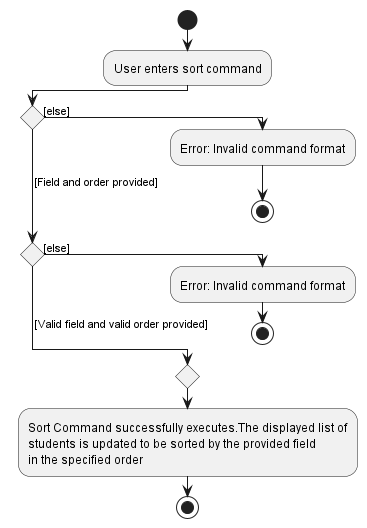 User enters sort command
[else]
Error: Invalid command format
[Field and order provided]
[else]
Error: Invalid command format
[Valid field and valid order provided]
Sort Command successfully executes.The displayed list of
students is updated to be sorted by the provided field
in the specified order